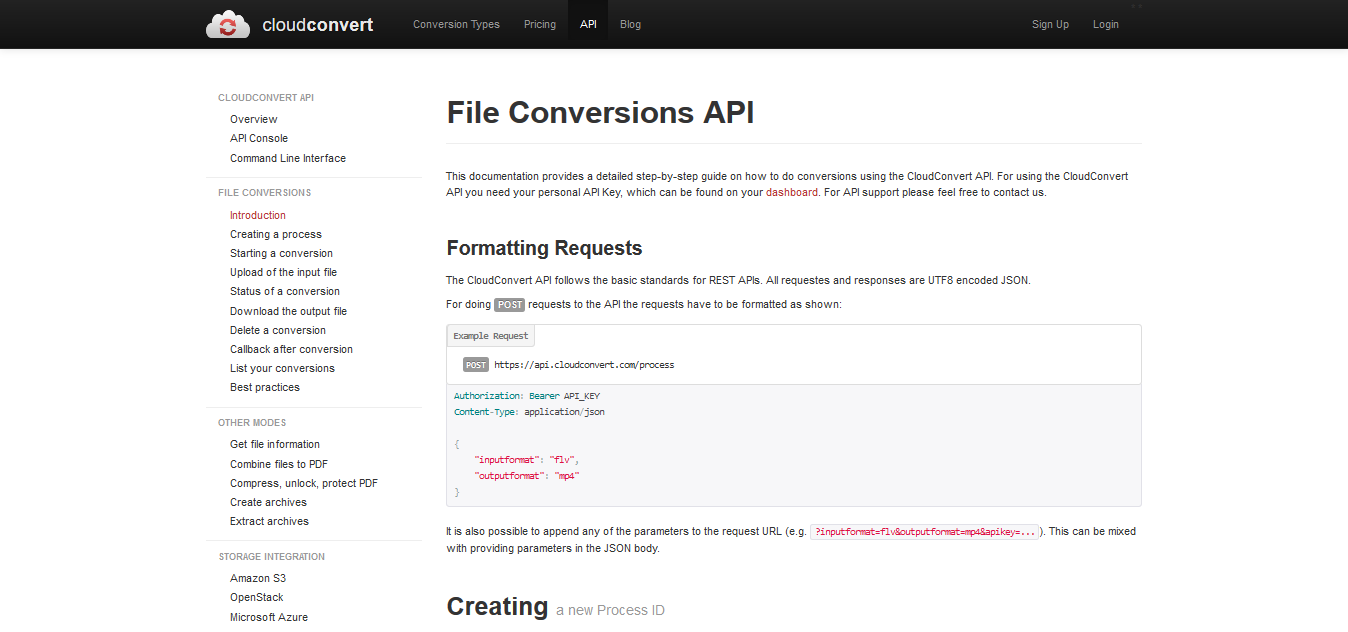 cloudconvert
Conversion Types
Pricing
API
Blog
Sign Up
Login
CLOUDCONVERT API
Overview
API Console
Command Line Interface
FILE CONVERSIONS
Introduction
Creating a process
Starting a conversion
Upload of the input file
Status of a conversion
Download the output file
Delete a conversion
Callback after conversion
List your conversions
Best practices
OTHER MODES
Get file information
Combine files to PDF
Compress, unlock, protect PDF
Create archives
Extract archives
STORAGE INTEGRATION
Amazon S3
OpenStack
Microsoft Azure
File Conversions API
This documentation provides a detailed step-by-step guide on how to do conversions using the CloudConvert API. For using the CloudConvert
API you need your personal API Key, which can be found on your dashboard. For API support please feel free to contact us.
Formatting Requests
The CloudConvert API follows the basic standards for REST APIs. All requestes and responses are UTF8 encoded JSON.
For doing POST requests to the API the requests have to be formatted as shown:
Example Request
POST https://api.cloudconvert.com/process
Authorization: Bearer API_KEY
Content-Type: application/json
{
"inputformat": "flv",
"outputformat": "mp4"
}
It is also possible to append any of the parameters to the request URL (e.g. ?inputformat=flv&outputformat=mp4&apikey=... ). This can be mixed
with providing parameters in the JSON body.
Creating a new Process ID